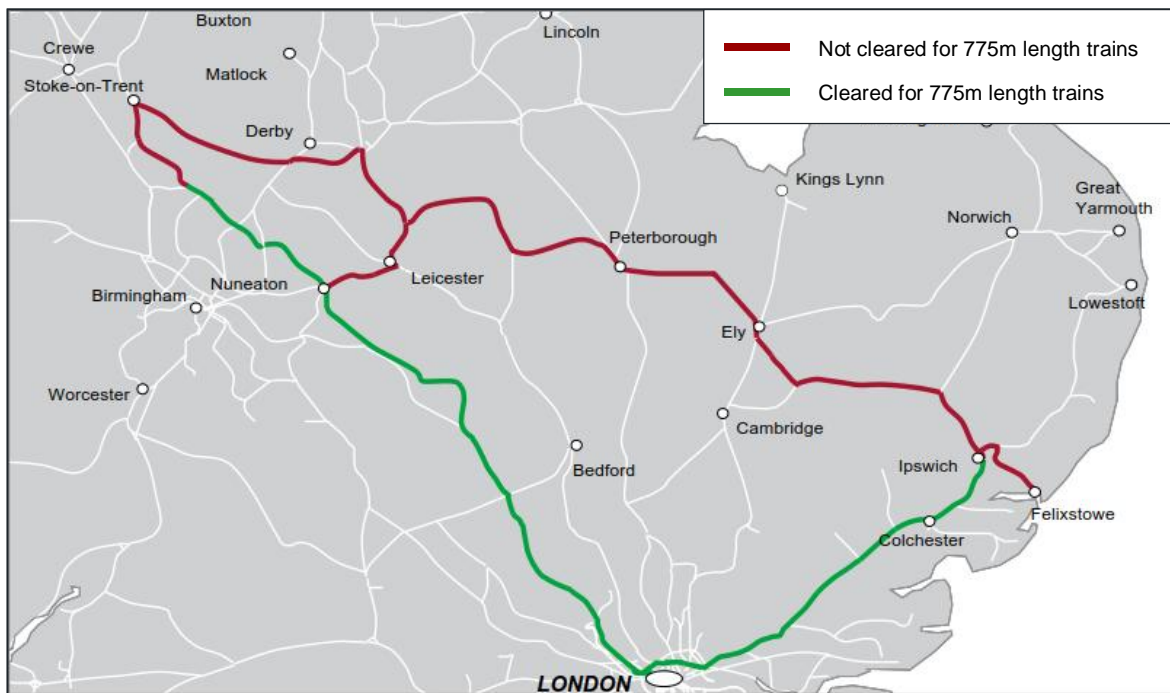 Buxton
Lincoln
Not cleared for 775m length trains
Cleared for 775m length trains
Crewe
Matlock
Stoke-on-Trent
Derby
Kings Lynn
Great
Yarmouth
Norwich
Peterborough
Leicester
Nuneaton
Birmingham
Lowestoft
Ely
Worcester
Cambridge
Bedford
Ipswich
Felixstowe
Colchester
LONDON